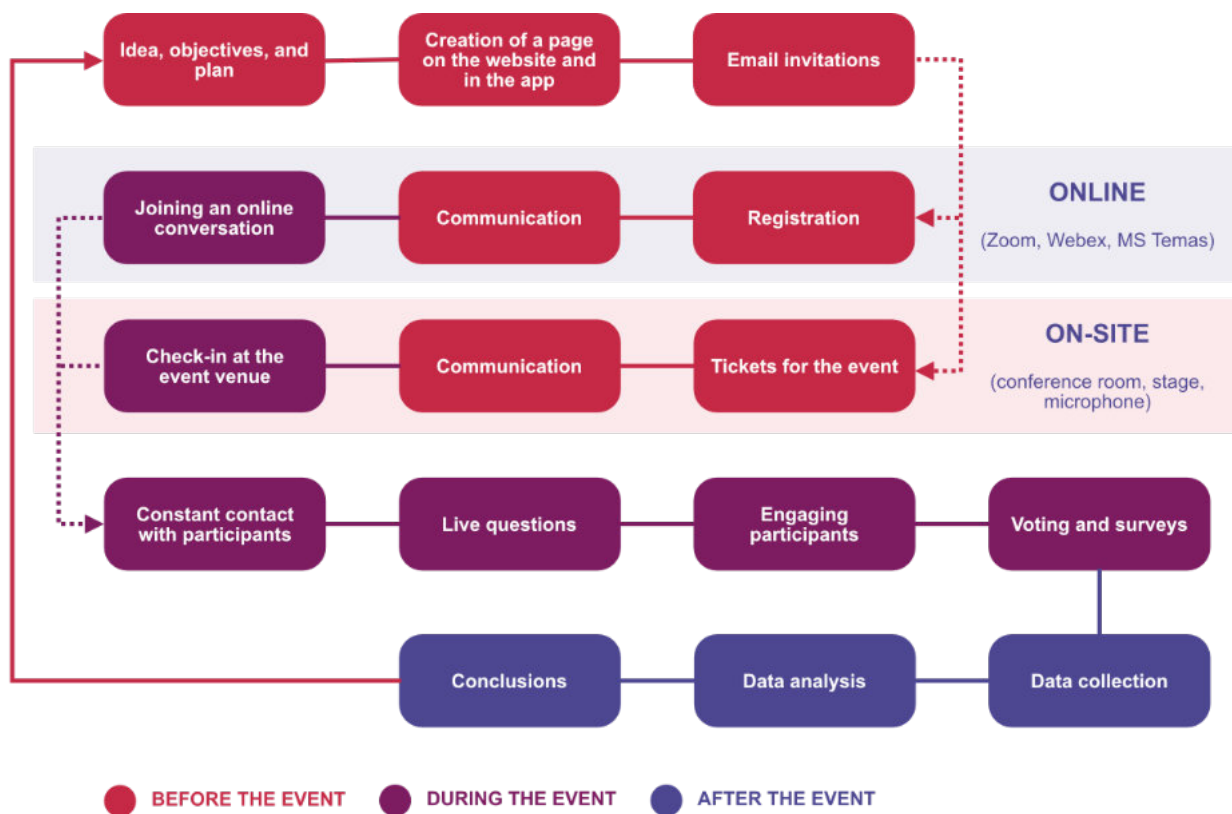 Idea, objectives, and
plan
Creation of a page
on the website and
in the app
Email invitations
Joining an online
conversation
Communication
Registration
ONLINE
(Zoom, Webex, MS Temas)
Check-in at the
event venue
Communication
Tickets for the event
ON-SITE
(conference room, stage,
microphone)
Constant contact
with participants
Live questions
Engaging
participants
Voting and surveys
Conclusions
Data analysis
Data collection
BEFORE THE EVENT
DURING THE EVENT
AFTER THE EVENT